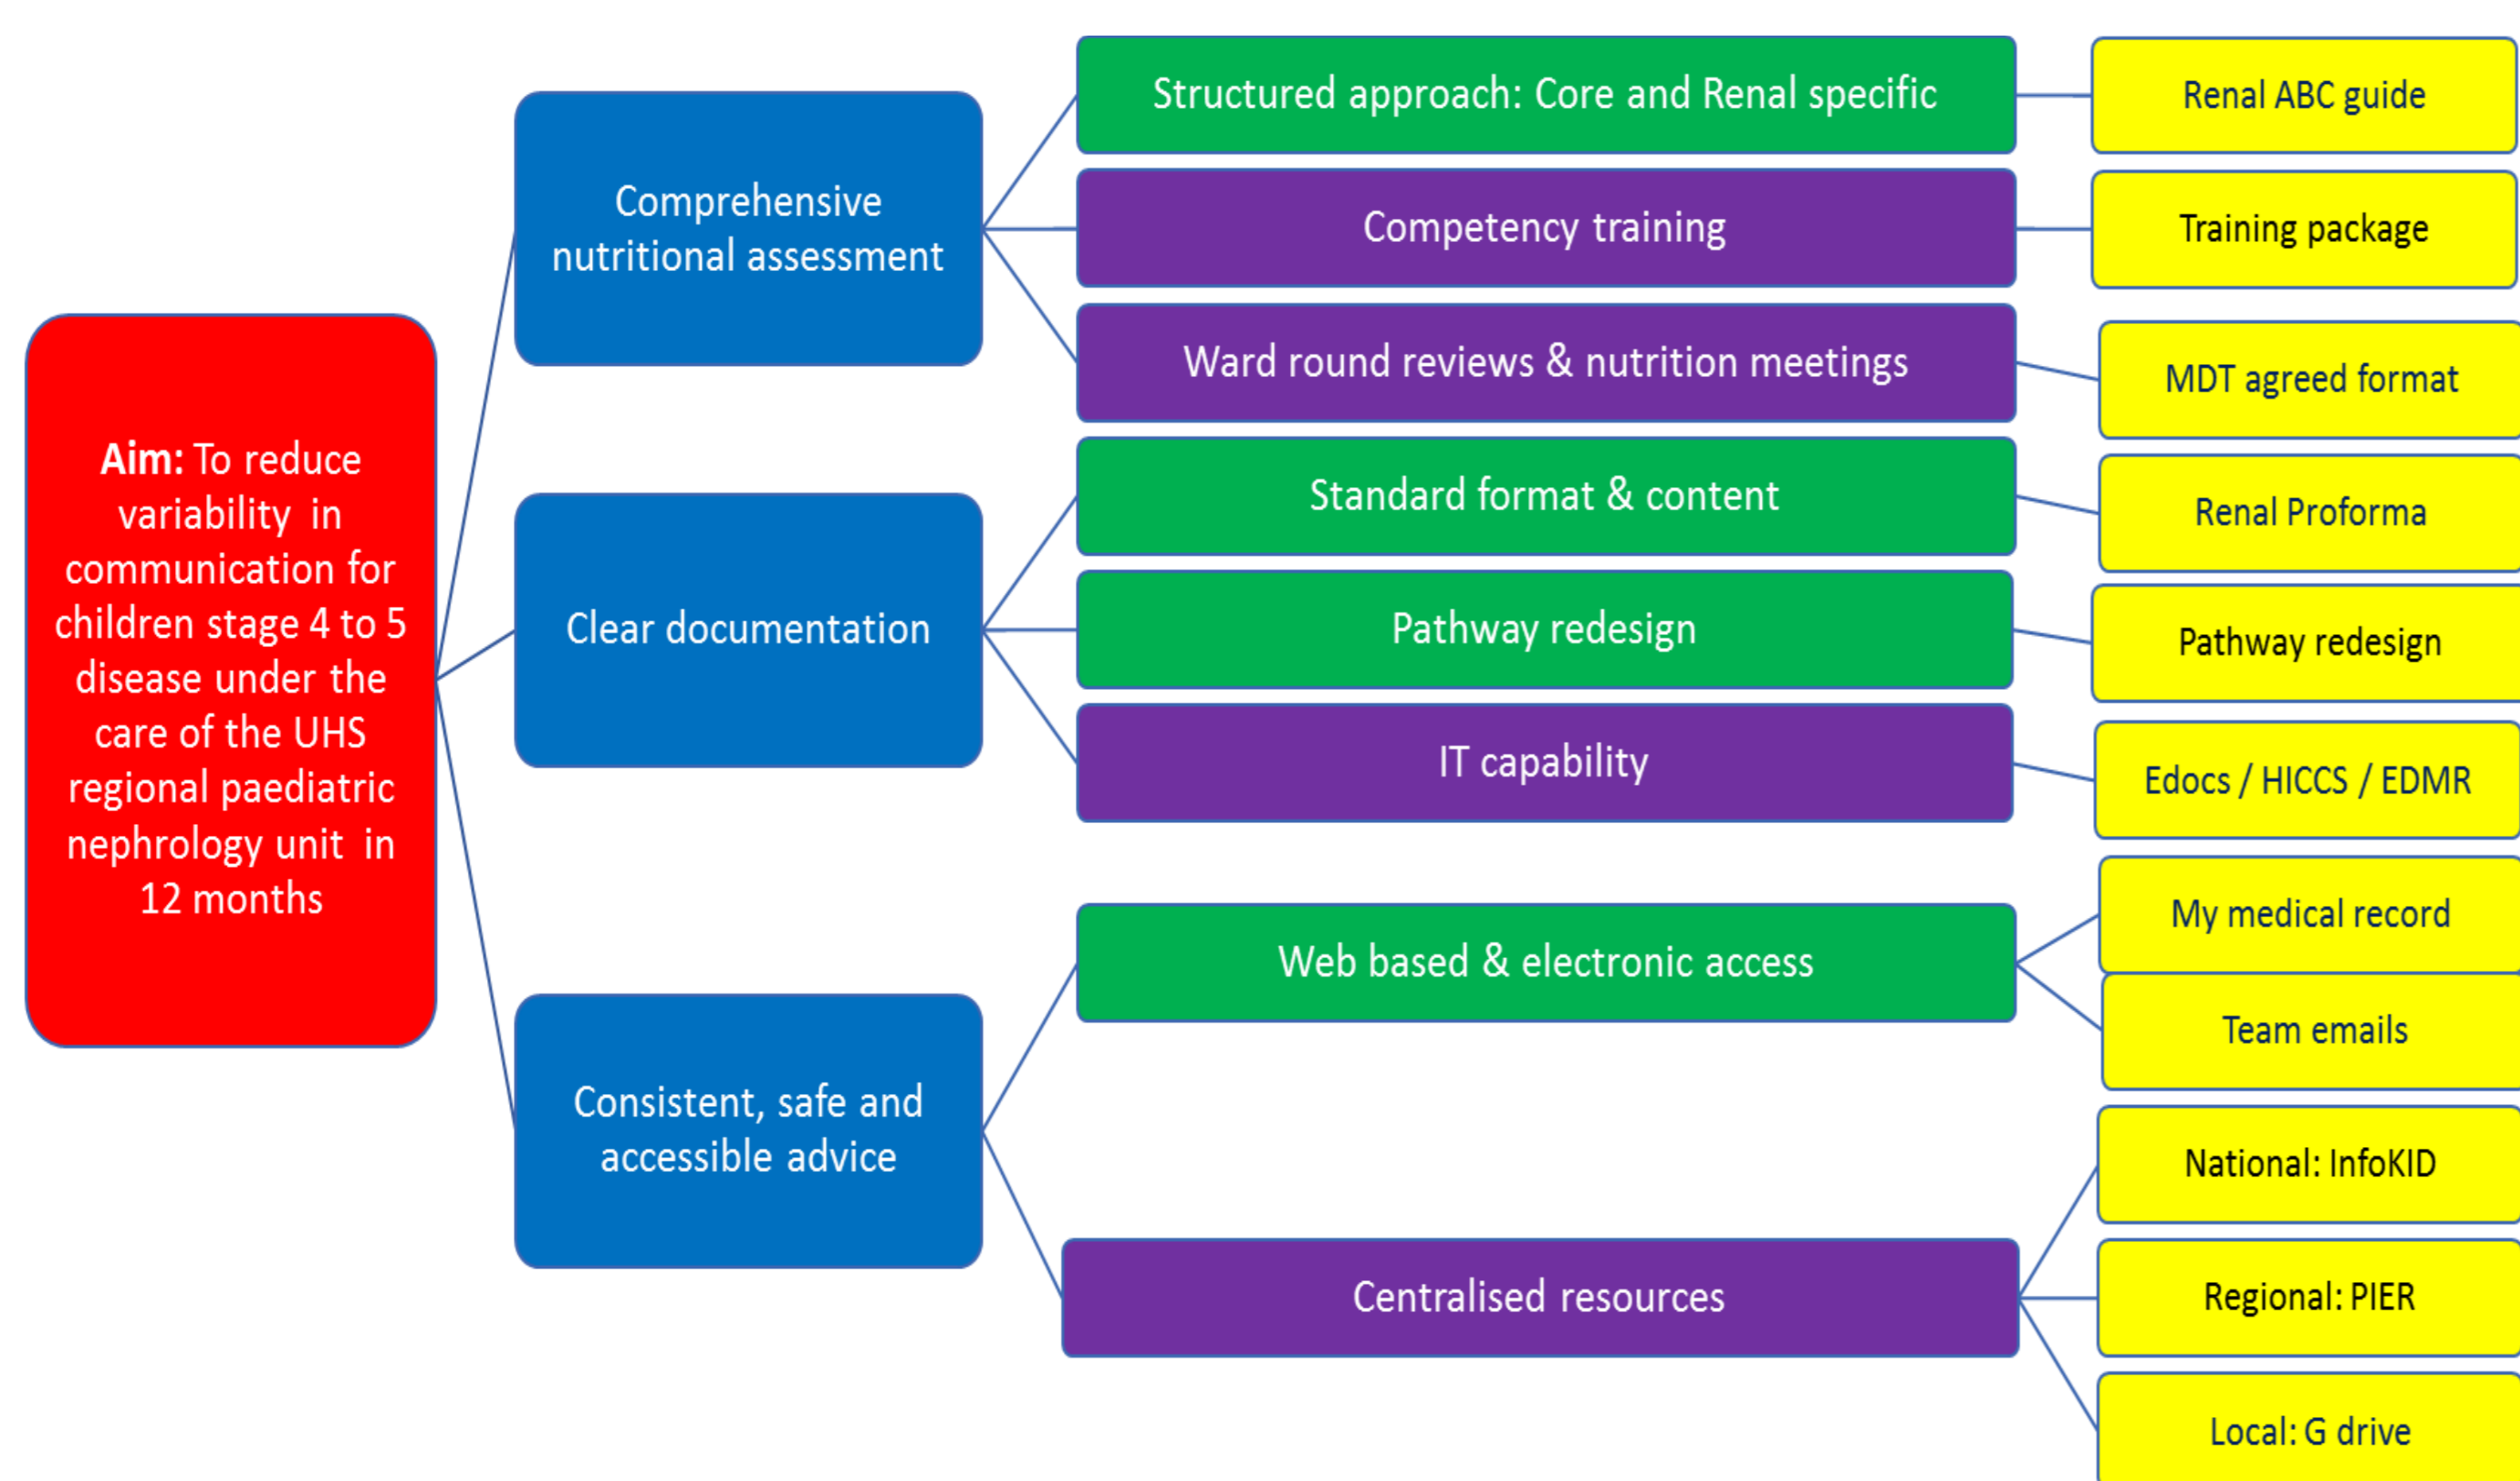 Aim: To reduce
variability in
communication for
children stage 4 to 5
disease under the
care of the UHS
regional paediatric
nephrology unit in
12 months
Comprehensive
nutritional assessment
Structured approach: Core and Renal specific
Renal ABC guide
Competency training
Training package
Ward round reviews & nutrition meetings
MDT agreed format
Clear documentation
Standard format & content
Renal Proforma
Pathway redesign
Pathway redesign
IT capability
Edocs / HICCS / EDMR
Consistent, safe and
accessible advice
Web based & electronic access
My medical record
Team emails
Centralised resources
National: InfoKID
Regional: PIER
Local: G drive